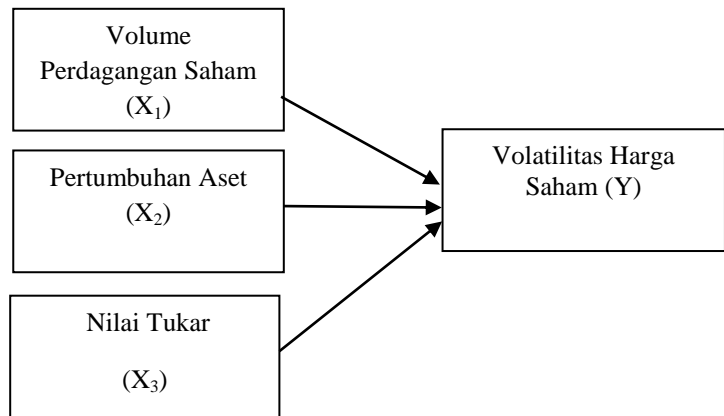 Volume
Perdagangan Saham
(X₁)
Pertumbuhan Aset
(X₂)
Nilai Tukar
(X₃)
Volatilitas Harga
Saham (Y)